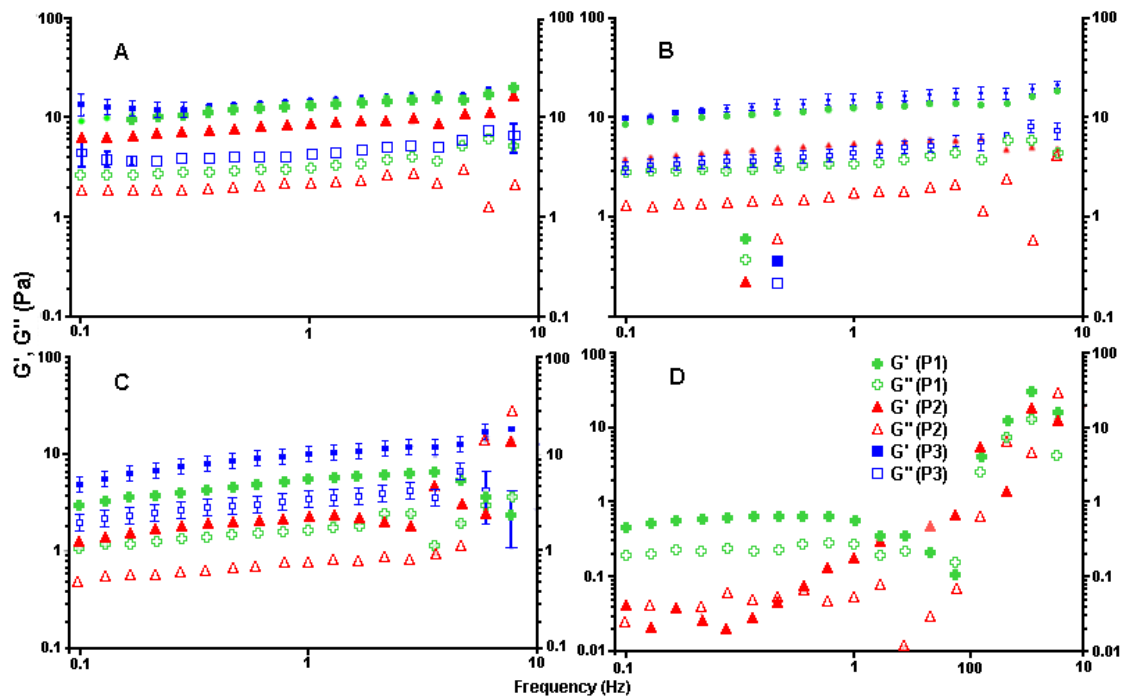 100 100 100 100
A B
10 10 10 10
1 1 1 1
0.1 0.1 0.1 0.1
0.1 1 10 0.1 1 10
G', G'' (Pa)
100 100 100 100
C D
G' (P1)
G'' (P1)
G' (P2)
G'' (P2)
G' (P3)
G'' (P3)
10 10 10 10
1 1 1 1
0.1 0.1 0.1 0.1
0.01 0.01
0.1 1 10 0.1 1 100 10
Frequency (Hz)